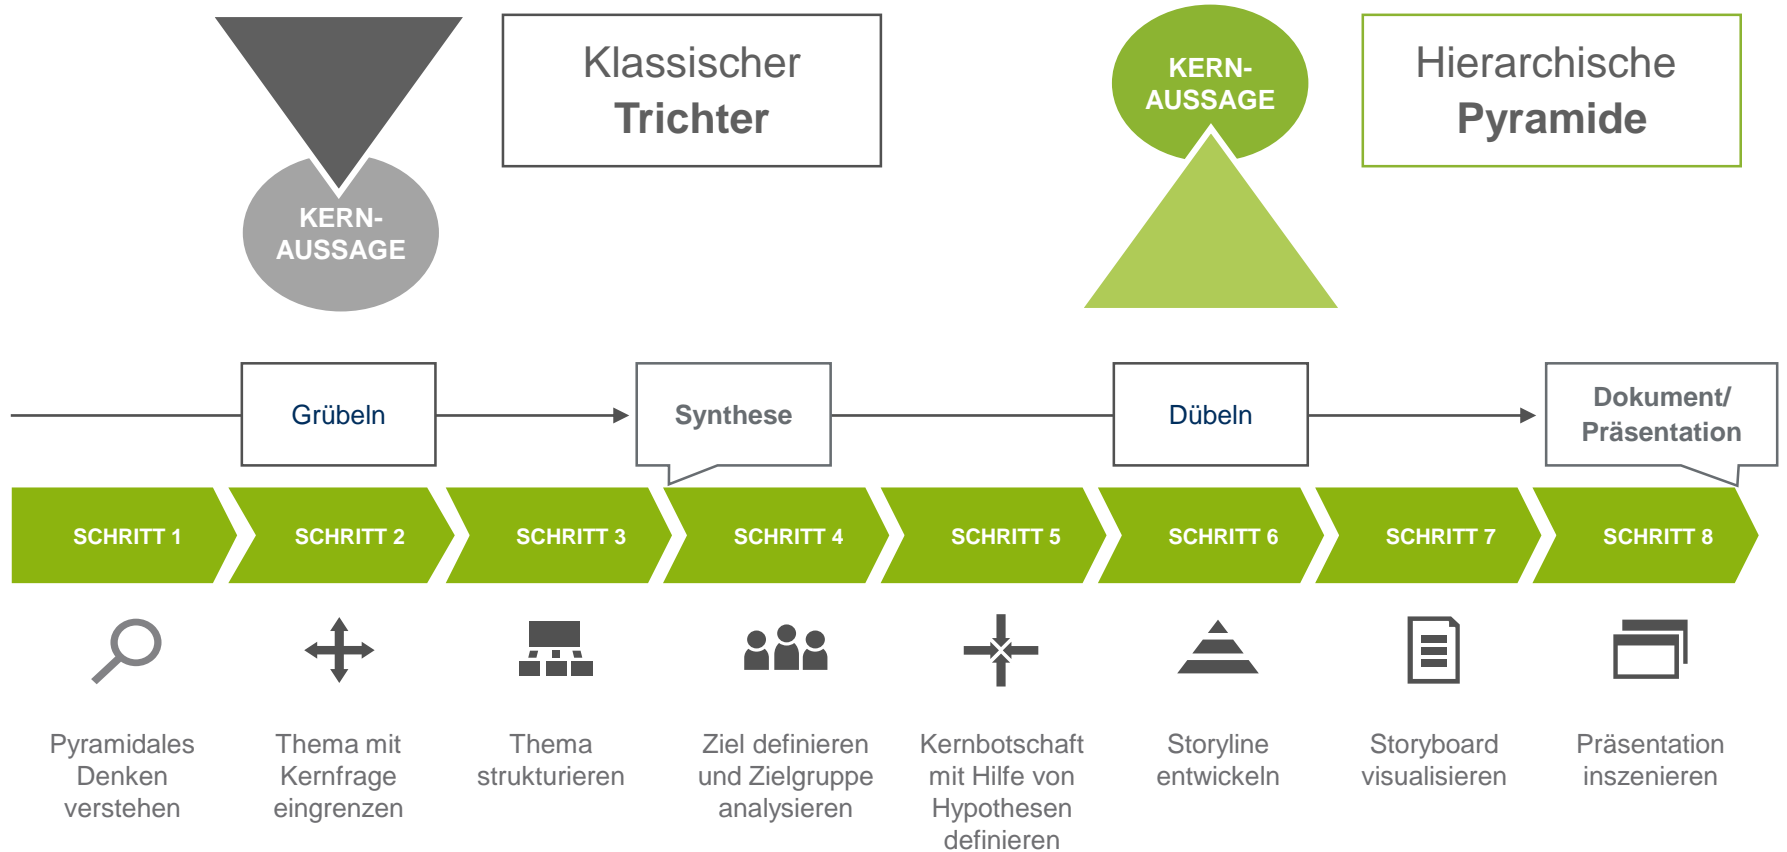 Klassischer
Trichter
KERN-
AUSSAGE
KERN-
AUSSAGE
Hierarchische
Pyramide
Grübeln
Synthese
Dübeln
Dokument/
Präsentation
SCHRITT 1
SCHRITT 2
SCHRITT 3
SCHRITT 4
SCHRITT 5
SCHRITT 6
SCHRITT 7
SCHRITT 8
Pyramidales
Denken
verstehen
Thema mit
Kernfrage
eingrenzen
Thema
strukturieren
Ziel definieren
und Zielgruppe
analysieren
Kernbotschaft
mit Hilfe von
Hypothesen
definieren
Storyline
entwickeln
Storyboard
visualisieren
Präsentation
inszenieren